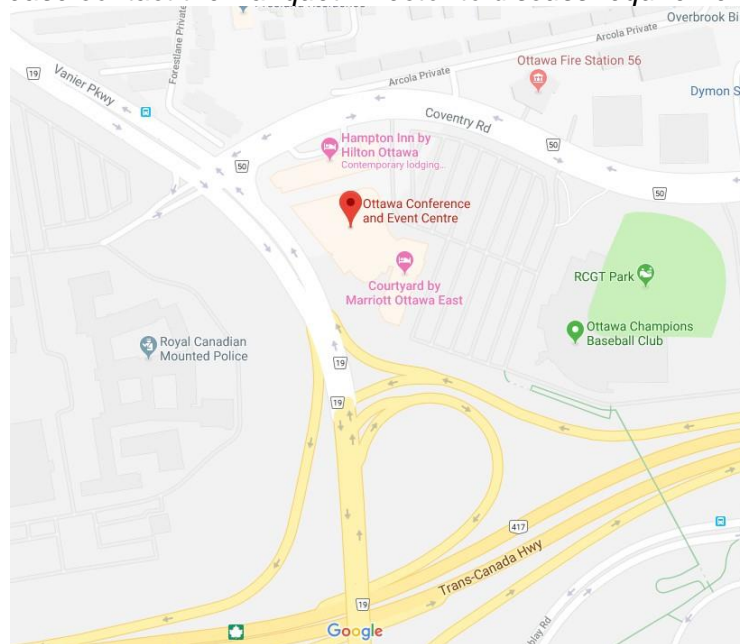 19
Vanier Pkwy
Forestlane Private
Arcola Private
Arcola Private
Overbrook Bi
Ottawa Fire Station 56
Dymon S
Coventry Rd
50
50
50
Hampton Inn by
Hilton Ottawa
Contemporary lodging...
Ottawa Conference
and Event Centre
Courtyard by
Marriott Ottawa East
RCGT Park
Ottawa Champions
Baseball Club
Royal Canadian
Mounted Police
19
19
417
Trans-Canada Hwy
19
Google